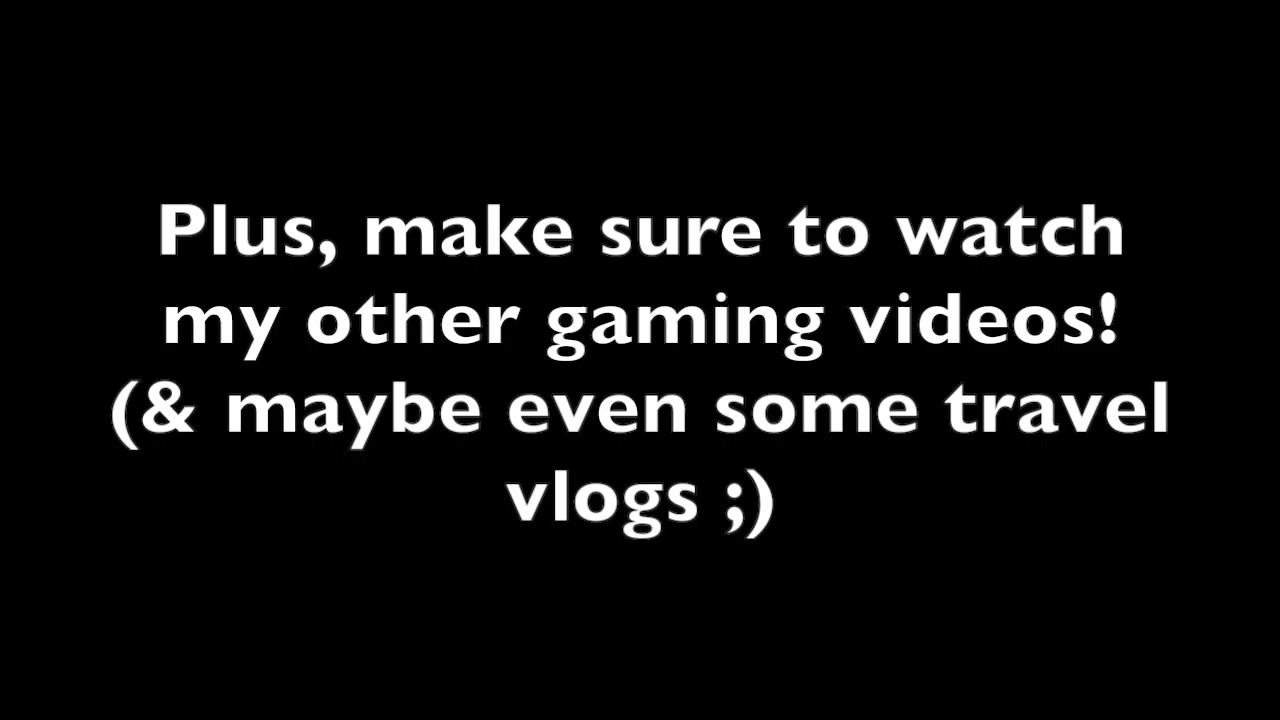 Plus, make sure to watch
my other gaming videos!
(& maybe even some travel
vlogs ;)